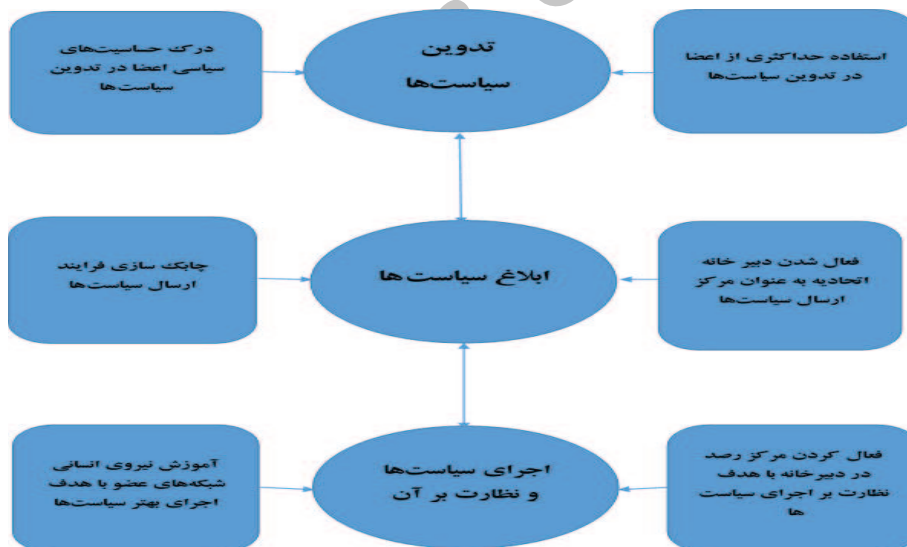 تدوین
سیاست‌ها
استفاده حداکثری از اعضا
در تدوین سیاست‌ها
درک حساسیت‌های
سیاسی اعضا در تدوین
سیاست‌ها
ابلاغ سیاست‌ها
فعال شدن دبیر خانه
اتحادیه به عنوان مرکز
ارسال سیاست‌ها
چابک سازی فرایند
ارسال سیاست‌ها
اجرای سیاست‌ها
و نظارت بر آن
فعال کردن مرکز رصد
در دبیرخانه با هدف
نظارت بر اجرای سیاست
ها
آموزش نیروی انسانی
شبکه‌های عضو با هدف
اجرای بهتر سیاست‌ها